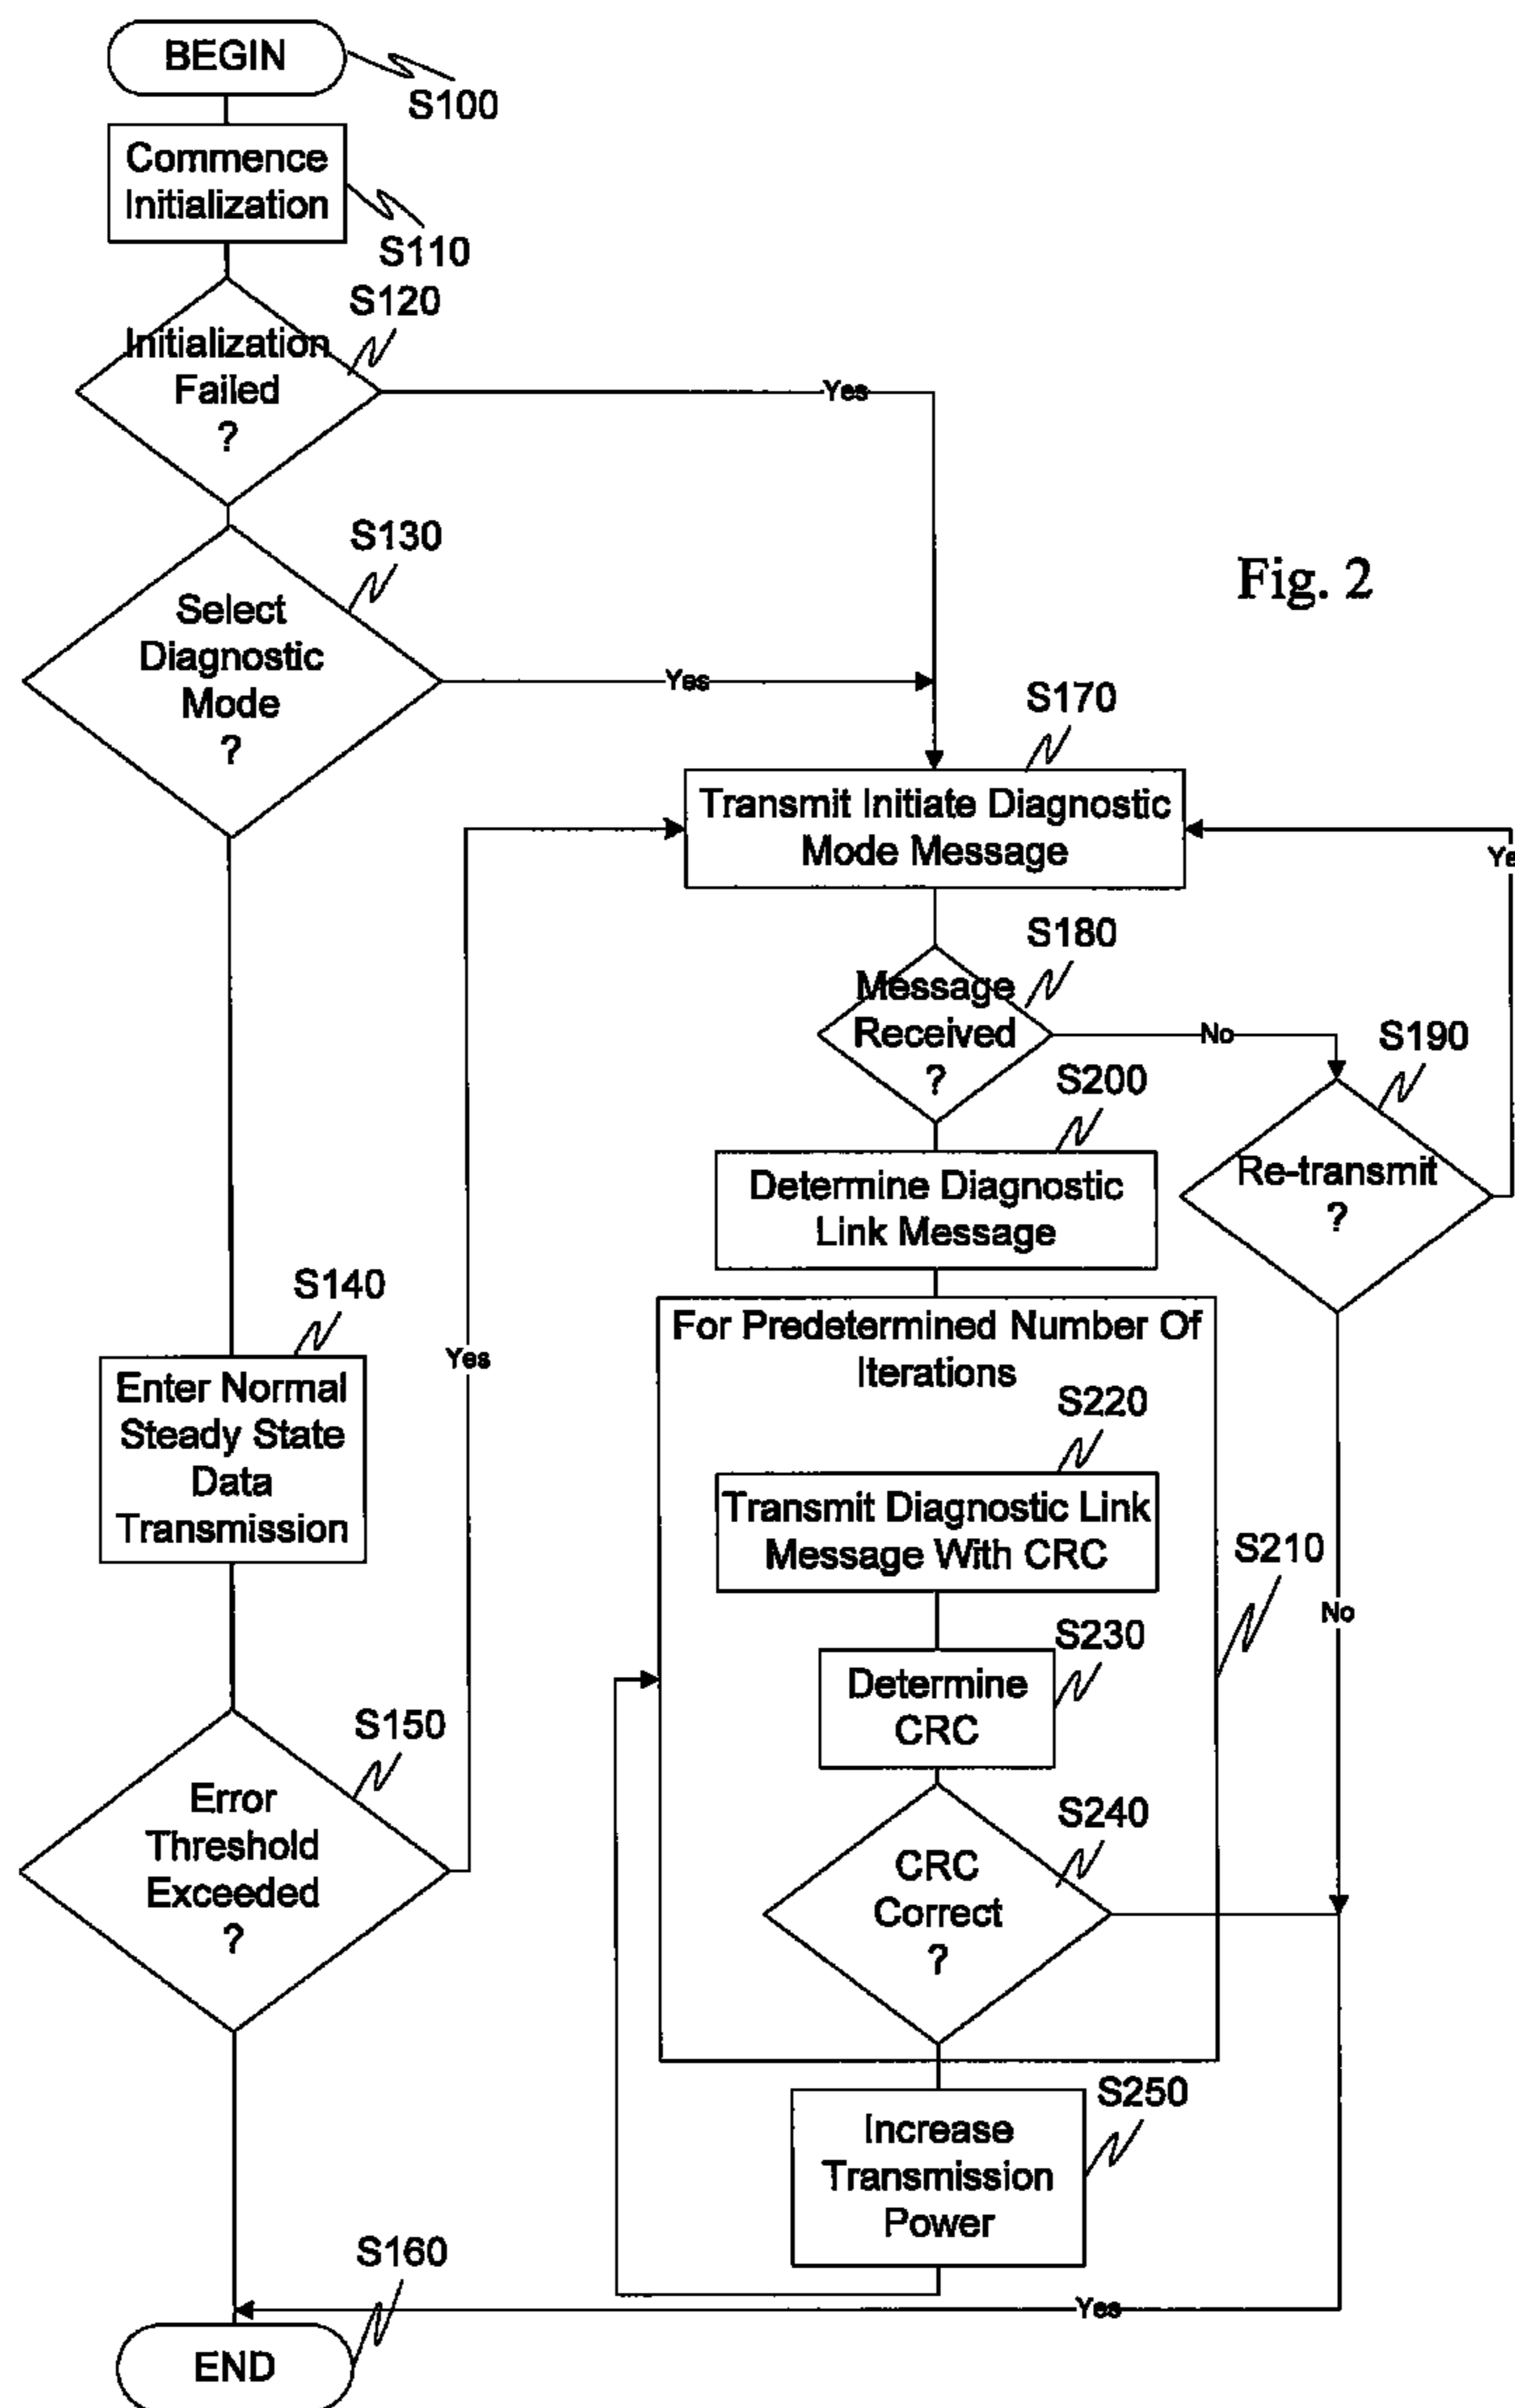 BEGIN
S100
Commence
Initialization
S110
S120
Initialization
Failed
?
Yes
S130
Select
Diagnostic
Mode
?
Yes
Fig. 2
S170
Transmit Initiate Diagnostic
Mode Message
Ye
S180
Message
Received
?
No
S190
Re-transmit
?
S200
Determine Diagnostic
Link Message
S140
Enter Normal
Steady State
Data
Transmission
Yes
For Predetermined Number Of
Iterations
S220
Transmit Diagnostic Link
Message With CRC
S210
No
S230
Determine
CRC
S150
Error
Threshold
Exceeded
?
S240
CRC
Correct
?
S250
Increase
Transmission
Power
S160
Yes
END